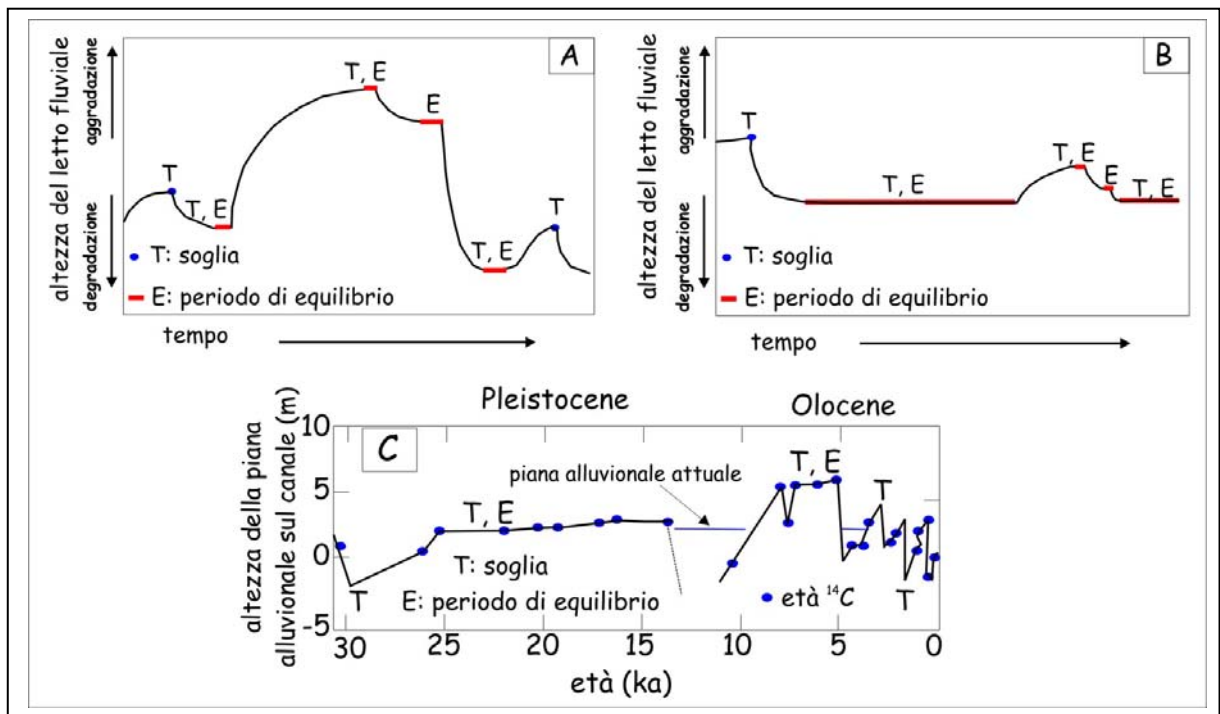 altezza del letto fluviale
aggradazione
degradazione
A
T
T, E
T, E
E
T, E
T
T: soglia
E: periodo di equilibrio
tempo
altezza del letto fluviale
aggradazione
degradazione
B
T
T, E
T, E
E
T, E
T: soglia
E: periodo di equilibrio
tempo
Pleistocene
Olocene
altezza della piana
alluvionale sul canale (m)
10
5
0
-5
C
piana alluvionale attuale
T, E
T
T, E
T
T
T: soglia
E: periodo di equilibrio
età ¹⁴C
30
25
20
15
10
5
0
età (ka)